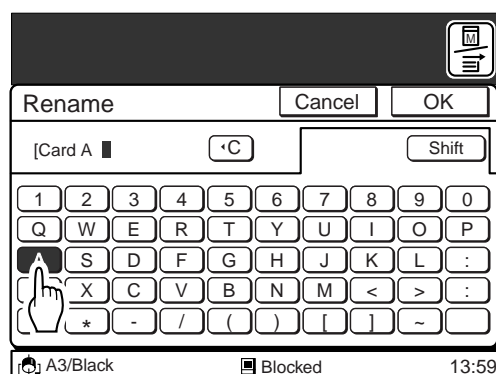 M
Rename Cancel OK
[Card A ◂C Shift
1 2 3 4 5 6 7 8 9 0
Q W E R T Y U I O P
A S D F G H J K L :
X C V B N M < > :
* - / ( ) [ ] ~
A3/Black Blocked 13:59